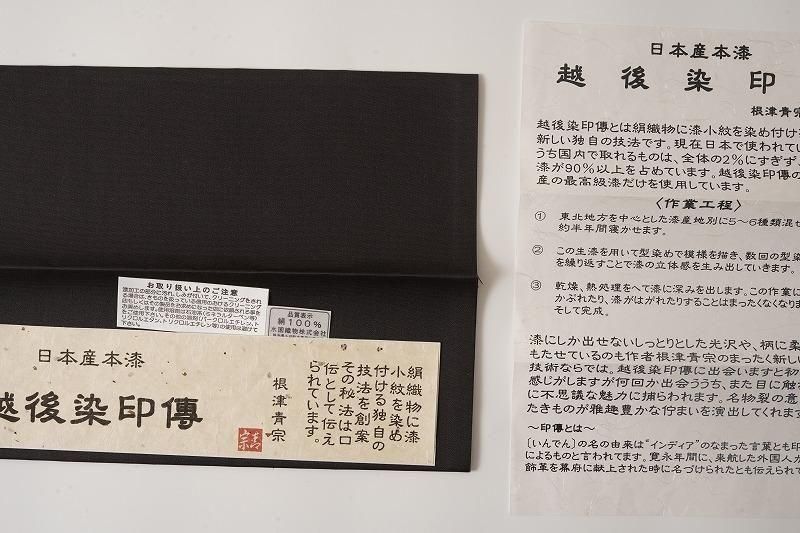 お取り扱い上のご注意
品質表示
絹100%
水園織物株式会社
日本産本漆
越後染印傳
根津青宗
絹織物に漆
小紋を染め
付ける独自の
技法を創案
その秘法は口
伝として伝え
られています。
日本産本漆
越後染印
根津青宗
越後染印傳とは絹織物に漆小紋を染め付け
新しい独自の技法です。現在日本で使われてい
うち国内で取れるものは、全体の2%にすぎず、
漆が90%以上を占めています。越後染印傳の
産の最高級漆だけを使用しています。
〈作業工程〉
① 東北地方を中心とした漆産地別に5~6種類混ぜ
約半年間寝かせます。
② この生漆を用いて型染めで模様を描き、数回の型染
を繰り返すことで漆の立体感を生み出していきます。
③ 乾燥、熱処理をへて漆に深みを出します。この作業に
かぶれたり、漆がはがれたりすることはまったくなくなりま
そして完成。
漆にしか出せないしっとりとした光沢や、柄に柔
もたせているのも作者根津青宗のまったく新し
技術ならでは。越後染印傳に出会いますと初
感じがしますが何回か出会ううち、また目に触
に不思議な魅力に捕られれます。名物裂の意
たきものが雅趣豊かな佇まいを演出してくれま
～印傳とは～
〔いんでん〕の名の由来は“インディア”のなまった言葉とも印
によるものと言われてます。寛永年間に、来航した外国人が
飾革を幕府に献上された時に名づけられたとも伝えられて